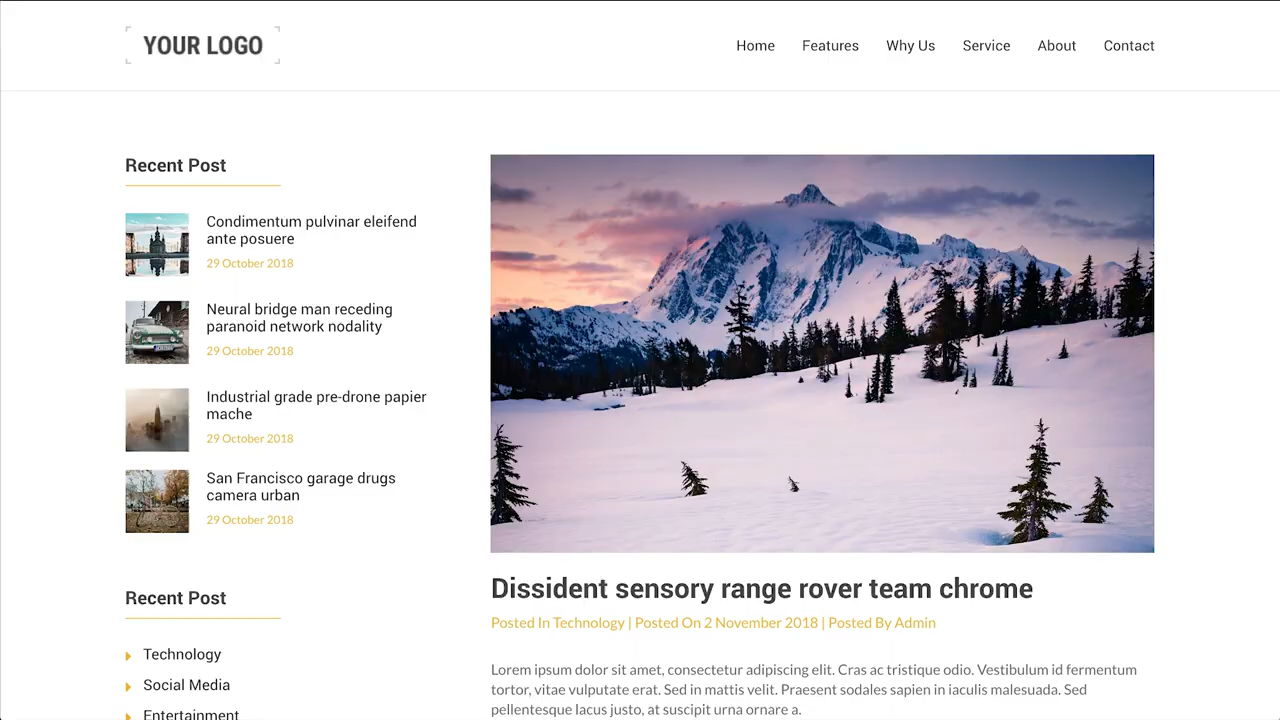 YOUR LOGO
Home Features Why Us Service About Contact
Recent Post
Condimentum pulvinar eleifend
ante posuere
29 October 2018
Neural bridge man receding
paranoid network nodality
29 October 2018
Industrial grade pre-drone papier
mache
29 October 2018
San Francisco garage drugs
camera urban
29 October 2018
Recent Post
Technology
Social Media
Entertainment
Dissident sensory range rover team chrome
Posted In Technology | Posted On 2 November 2018 | Posted By Admin
Lorem ipsum dolor sit amet, consectetur adipiscing elit. Cras ac tristique odio. Vestibulum id fermentum
tortor, vitae vulputate erat. Sed in mattis velit. Praesent sodales sapien in iaculis malesuada. Sed
pellentesque lacus justo, at suscipit urna ornare a.